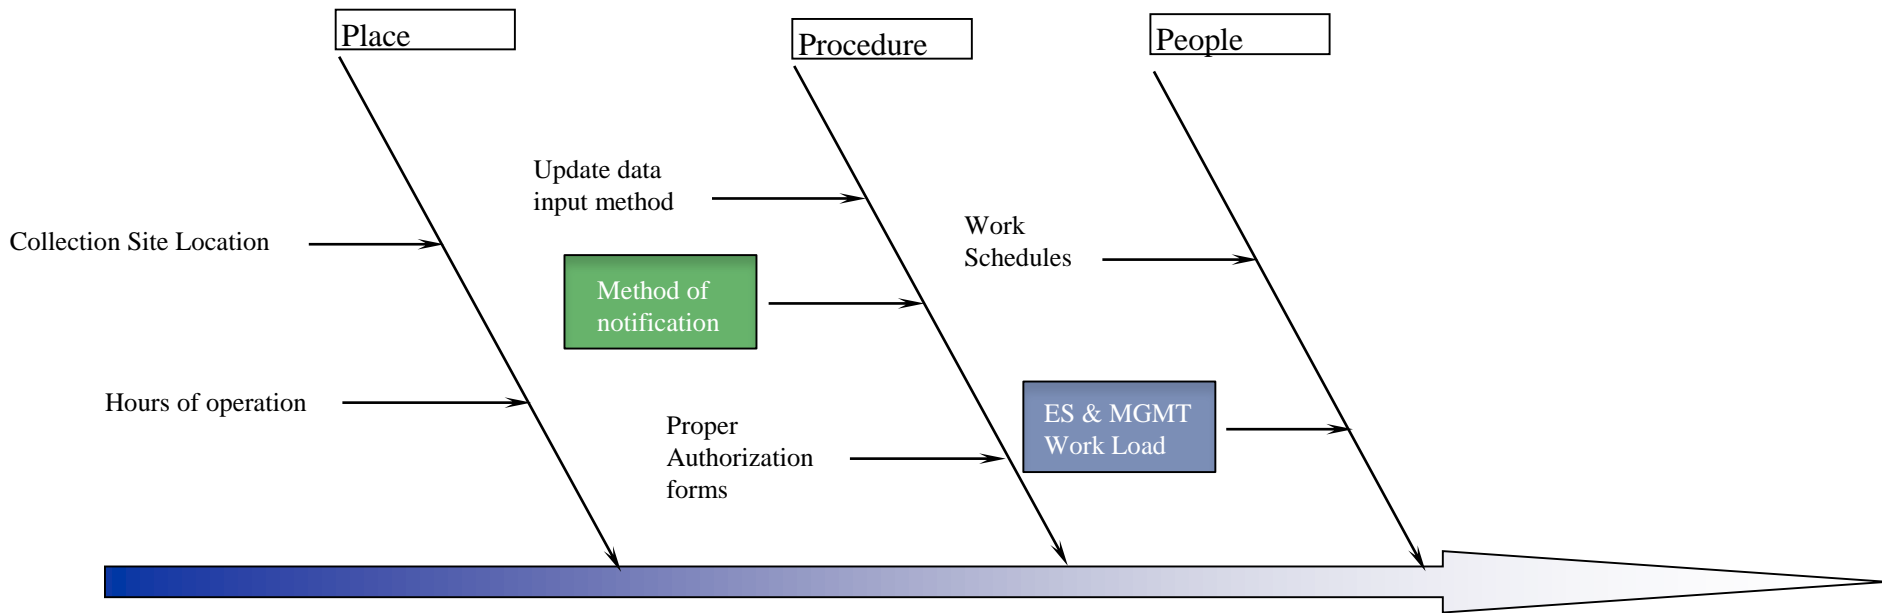 Place
Procedure
People
Update data
input method
Collection Site Location
Work
Schedules
Method of
notification
Hours of operation
Proper
Authorization
forms
ES & MGMT
Work Load